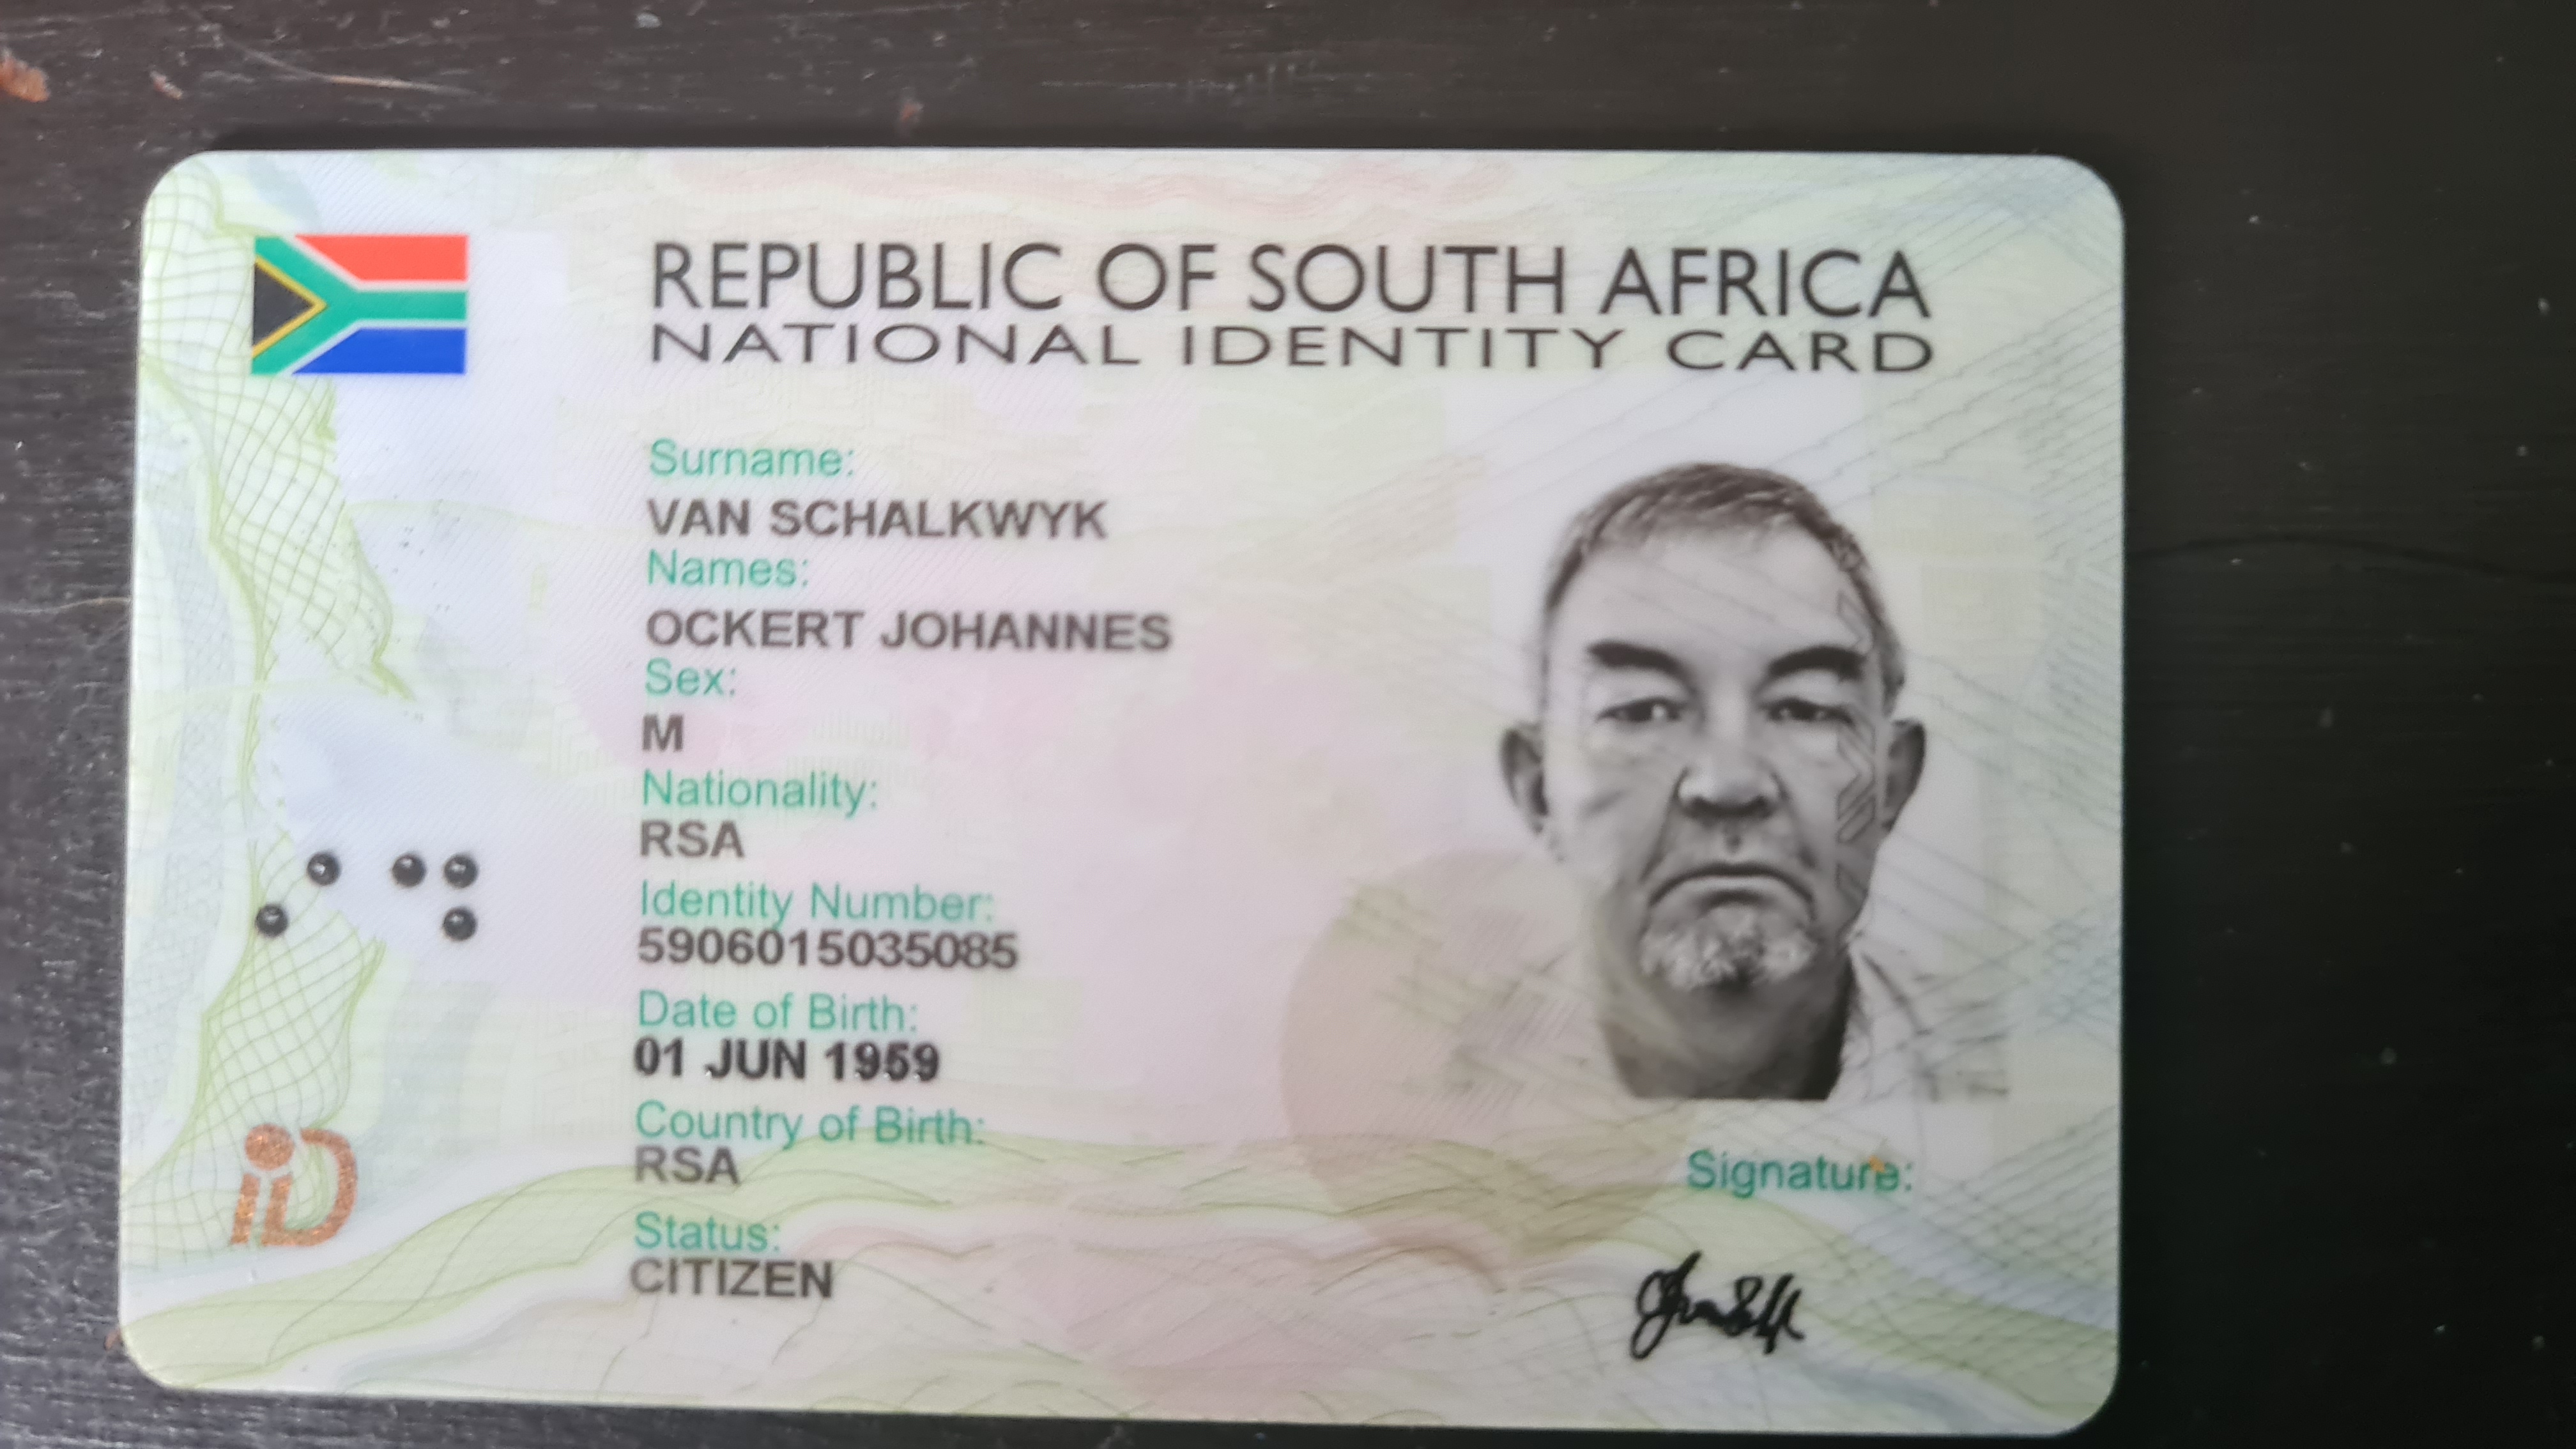 REPUBLIC OF SOUTH AFRICA
NATIONAL IDENTITY CARD
Surname:
VAN SCHALKWYK
Names:
OCKERT JOHANNES
Sex:
M
Nationality:
RSA
Identity Number:
5906015035085
Date of Birth:
01 JUN 1959
Country of Birth:
RSA
Status:
CITIZEN
Signature:
iD